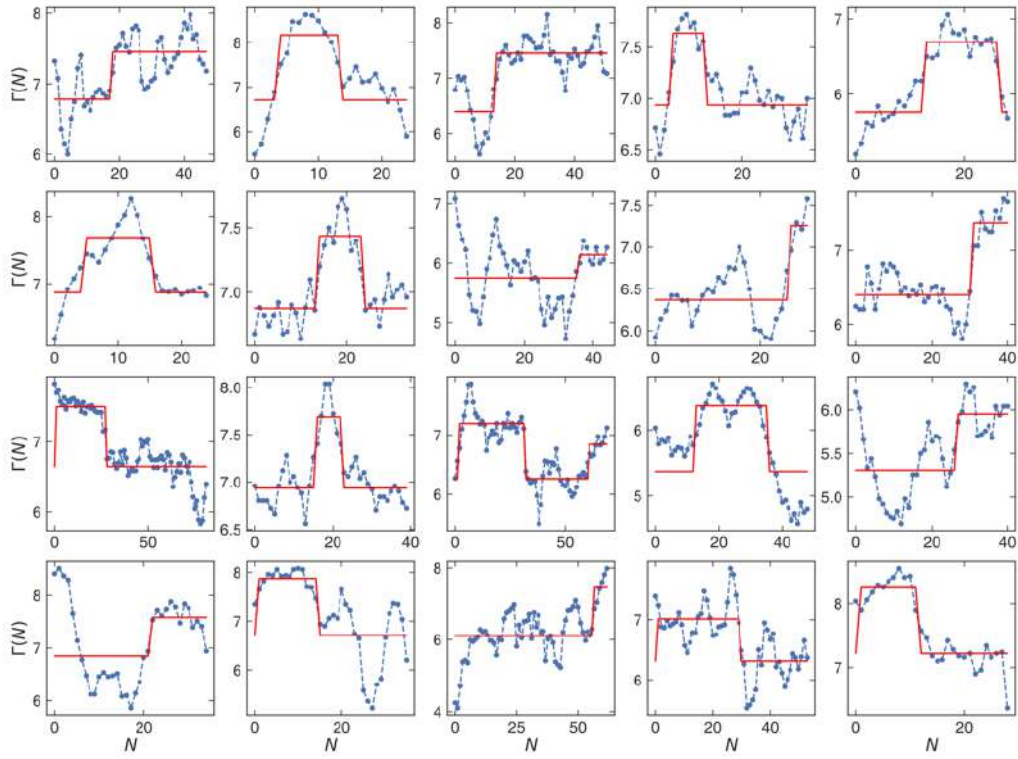 Γ(N) 8 7 6 0 20 40
8 7 6 0 10 20
8 7 6 0 20 40
7.5 7.0 6.5 0 20 40
6 0 20
Γ(N) 8 7 0 10 20
7.5 7.0 0 20
7 6 5 0 20 40
7.5 7.0 6.5 6.0 0 20
8 7 6 0 20 40
Γ(N) 7 6 50
8.0 7.5 7.0 6.5 0 20 40
7 6 0 50
6 5 0 20 40
6.0 5.5 5.0 0 20 40
Γ(N) 8 6 0 20 N
8 7 6 0 20 N
8 6 4 0 25 50 N
8 7 6 0 20 40 N
8 7 0 20 N